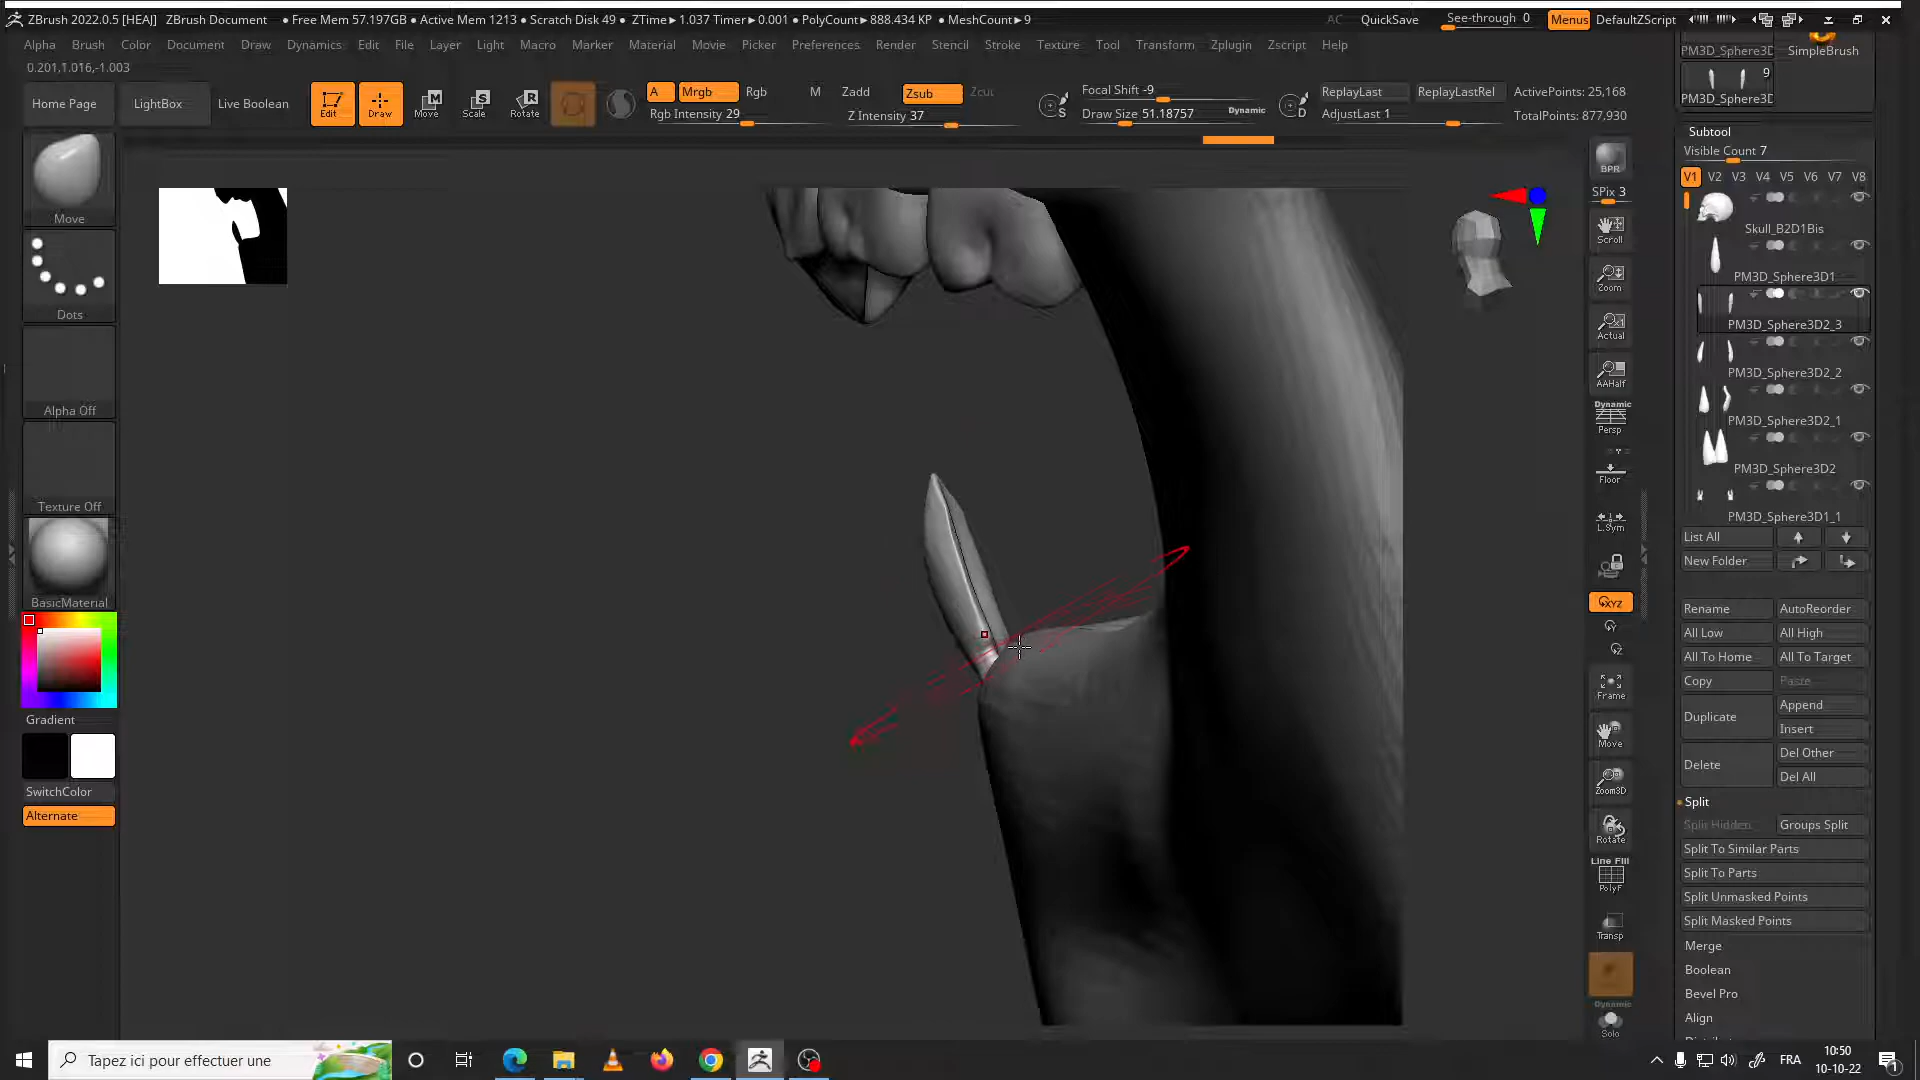 ZBrush 2022.0.5 [HEAJ] ZBrush Document ● Free Mem 57.197GB ● Active Mem 1213 ● Scratch Disk 49 ● ZTime►1.037 Timer►0.001 ● PolyCount►888.434 KP ● MeshCount►9 AC QuickSave See-through 0 Menus DefaultZScript
Alpha Brush Color Document Draw Dynamics Edit File Layer Light Macro Marker Material Movie Picker Preferences Render Stencil Stroke Texture Tool Transform Zplugin Zscript Help
PM3D_Sphere3D SimpleBrush
0.201,1.016,-1.003
9
PM3D_Sphere3D
Home Page LightBox Live Boolean Edit Draw Move Scale Rotate
A Mrgb Rgb M Zadd Zsub Zcut
Rgb Intensity 29 Z Intensity 37
S
Focal Shift -9
Draw Size 51.18757 Dynamic
D
ReplayLast ReplayLastRel
AdjustLast 1
ActivePoints: 25,168
TotalPoints: 877,930
Move
Dots
Alpha Off
Texture Off
BasicMaterial
Gradient
SwitchColor
Alternate
BPR
SPix 3
Scroll
Zoom
Actual
AAHalf
Dynamic
Persp
Floor
L.Sym
XYZ
Y
Z
Frame
Move
Zoom3D
Rotate
Line Fill
PolyF
Transp
Dynamic
Solo
Subtool
Visible Count 7
V1 V2 V3 V4 V5 V6 V7 V8
Skull_B2D1Bis
PM3D_Sphere3D1
PM3D_Sphere3D2_3
PM3D_Sphere3D2_2
PM3D_Sphere3D2_1
PM3D_Sphere3D2
PM3D_Sphere3D1_1
List All
New Folder
Rename AutoReorder
All Low All High
All To Home All To Target
Copy Paste
Duplicate Append
Insert
Delete Del Other
Del All
Split
Split Hidden Groups Split
Split To Similar Parts
Split To Parts
Split Unmasked Points
Split Masked Points
Merge
Boolean
Bevel Pro
Align
Tapez ici pour effectuer une
FRA
10:50
10-10-22
1